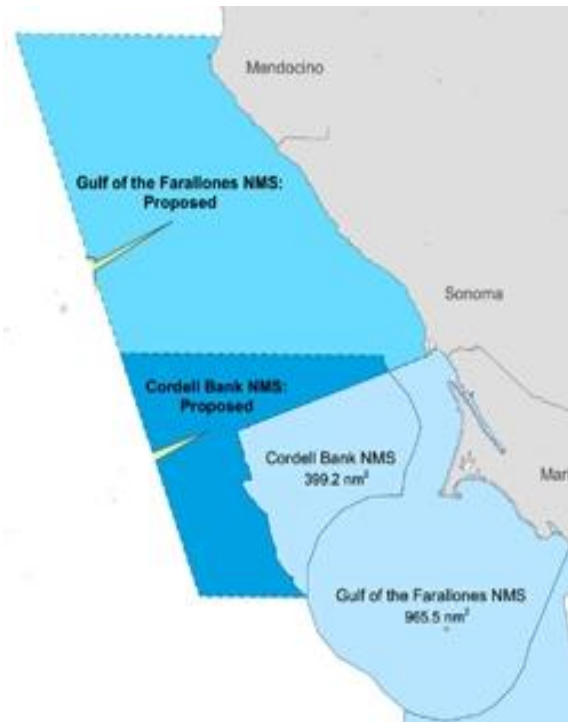 Mendocino
Gulf of the Farallones NMS:
Proposed
Sonoma
Cordell Bank NMS:
Proposed
Cordell Bank NMS
399.2 nm²
Mari
Gulf of the Farallones NMS
965.5 nm²